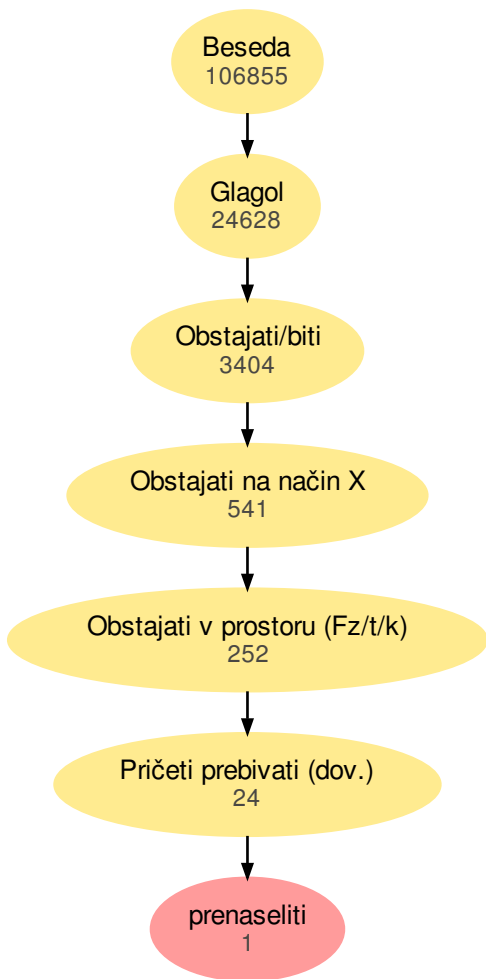 Beseda
106855
Glagol
24628
Obstajati/biti
3404
Obstajati na način X
541
Obstajati v prostoru (Fz/t/k)
252
Pričeti prebivati (dov.)
24
prenaseliti
1